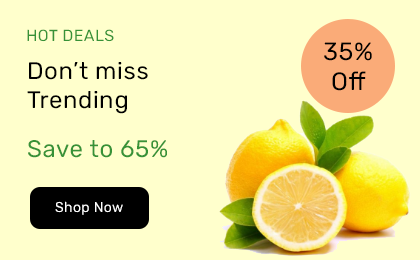 HOT DEALS
Don’t miss
Trending
Save to 65%
Shop Now
35%
Off